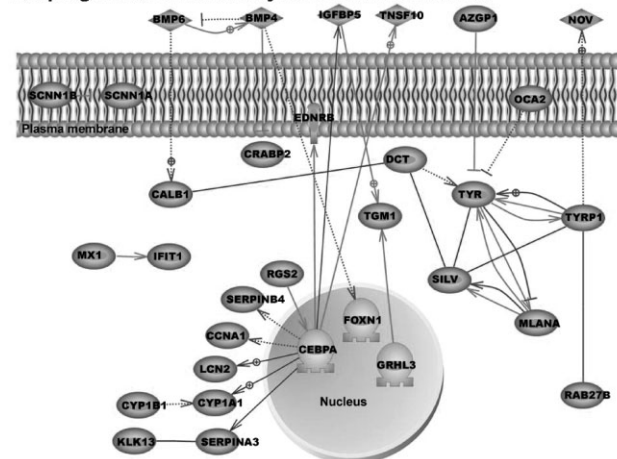 BMP6
BMP4
IGFBP5
TNSF10
AZGP1
NOV
SCNN1B
SCNN1A
OCA2
Plasma membrane
EDNRB
CRABP2
DCT
CALB1
TYR
TGM1
TYRP1
MX1
IFIT1
RGS2
SILV
SERPINB4
FOXN1
MLANA
CCNA1
CEBPA
LCN2
GRHL3
CYP1B1
CYP1A1
Nucleus
RAB27B
KLK13
SERPINA3